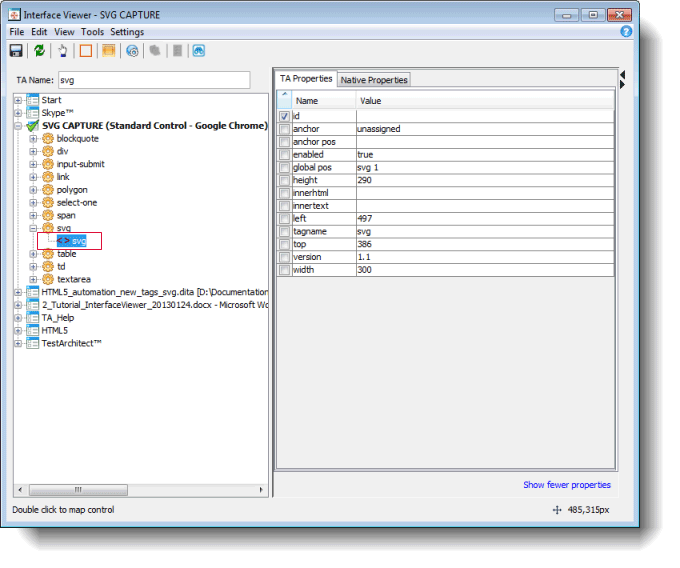 Interface Viewer - SVG CAPTURE
File Edit View Tools Settings
TA Name: svg
Start
Skype™
SVG CAPTURE (Standard Control - Google Chrome)
blockquote
div
input-submit
link
polygon
select-one
span
svg
< > svg
table
td
textarea
HTML5_automation_new_tags_svg.dita [D:\Documentation
2_Tutorial_InterfaceViewer_20130124.docx - Microsoft Wo
TA_Help
HTML5
TestArchitect™
TA Properties Native Properties
Name Value
id
anchor unassigned
anchor pos
enabled true
global pos svg 1
height 290
innerhtml
innertext
left 497
tagname svg
top 386
version 1.1
width 300
Show fewer properties
Double click to map control 485,315px